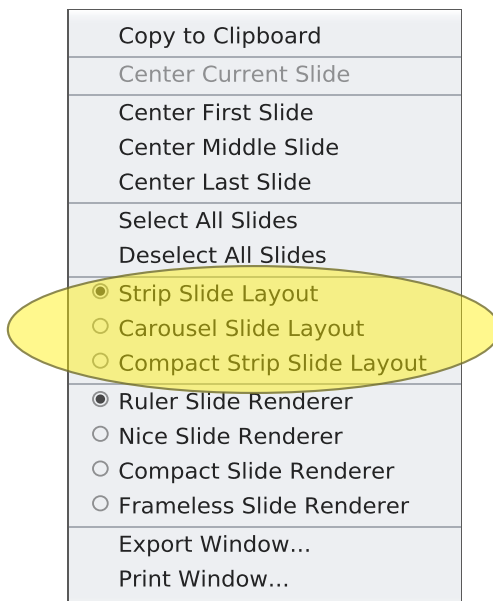 Copy to Clipboard
Center Current Slide
Center First Slide
Center Middle Slide
Center Last Slide
Select All Slides
Deselect All Slides
Strip Slide Layout
Carousel Slide Layout
Compact Strip Slide Layout
Ruler Slide Renderer
Nice Slide Renderer
Compact Slide Renderer
Frameless Slide Renderer
Export Window...
Print Window...